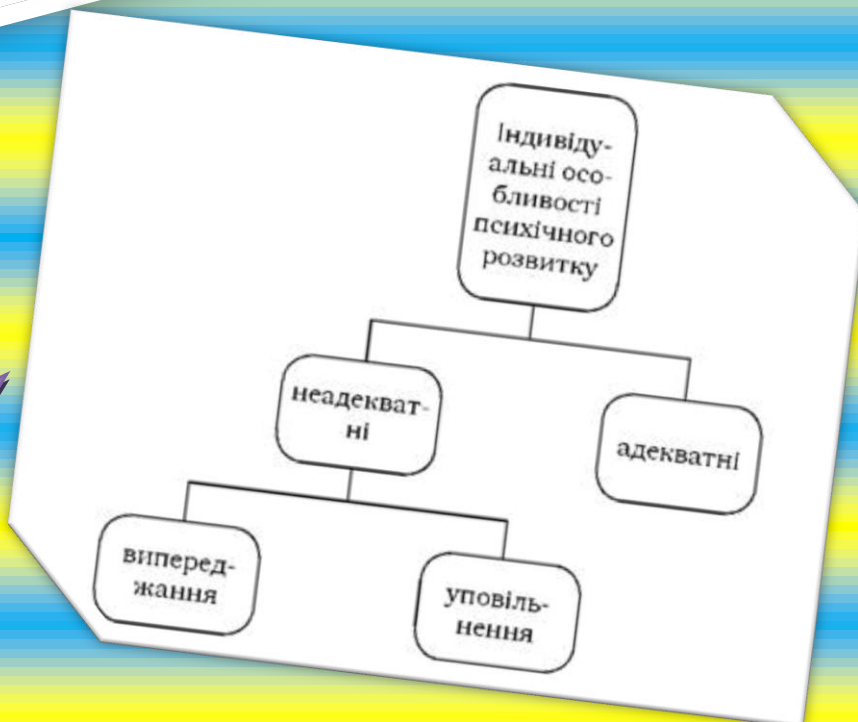 Індивіду-
альні осо-
бливості
психічного
розвитку
неадекват-
ні
адекватні
виперед-
жання
уповіль-
нення